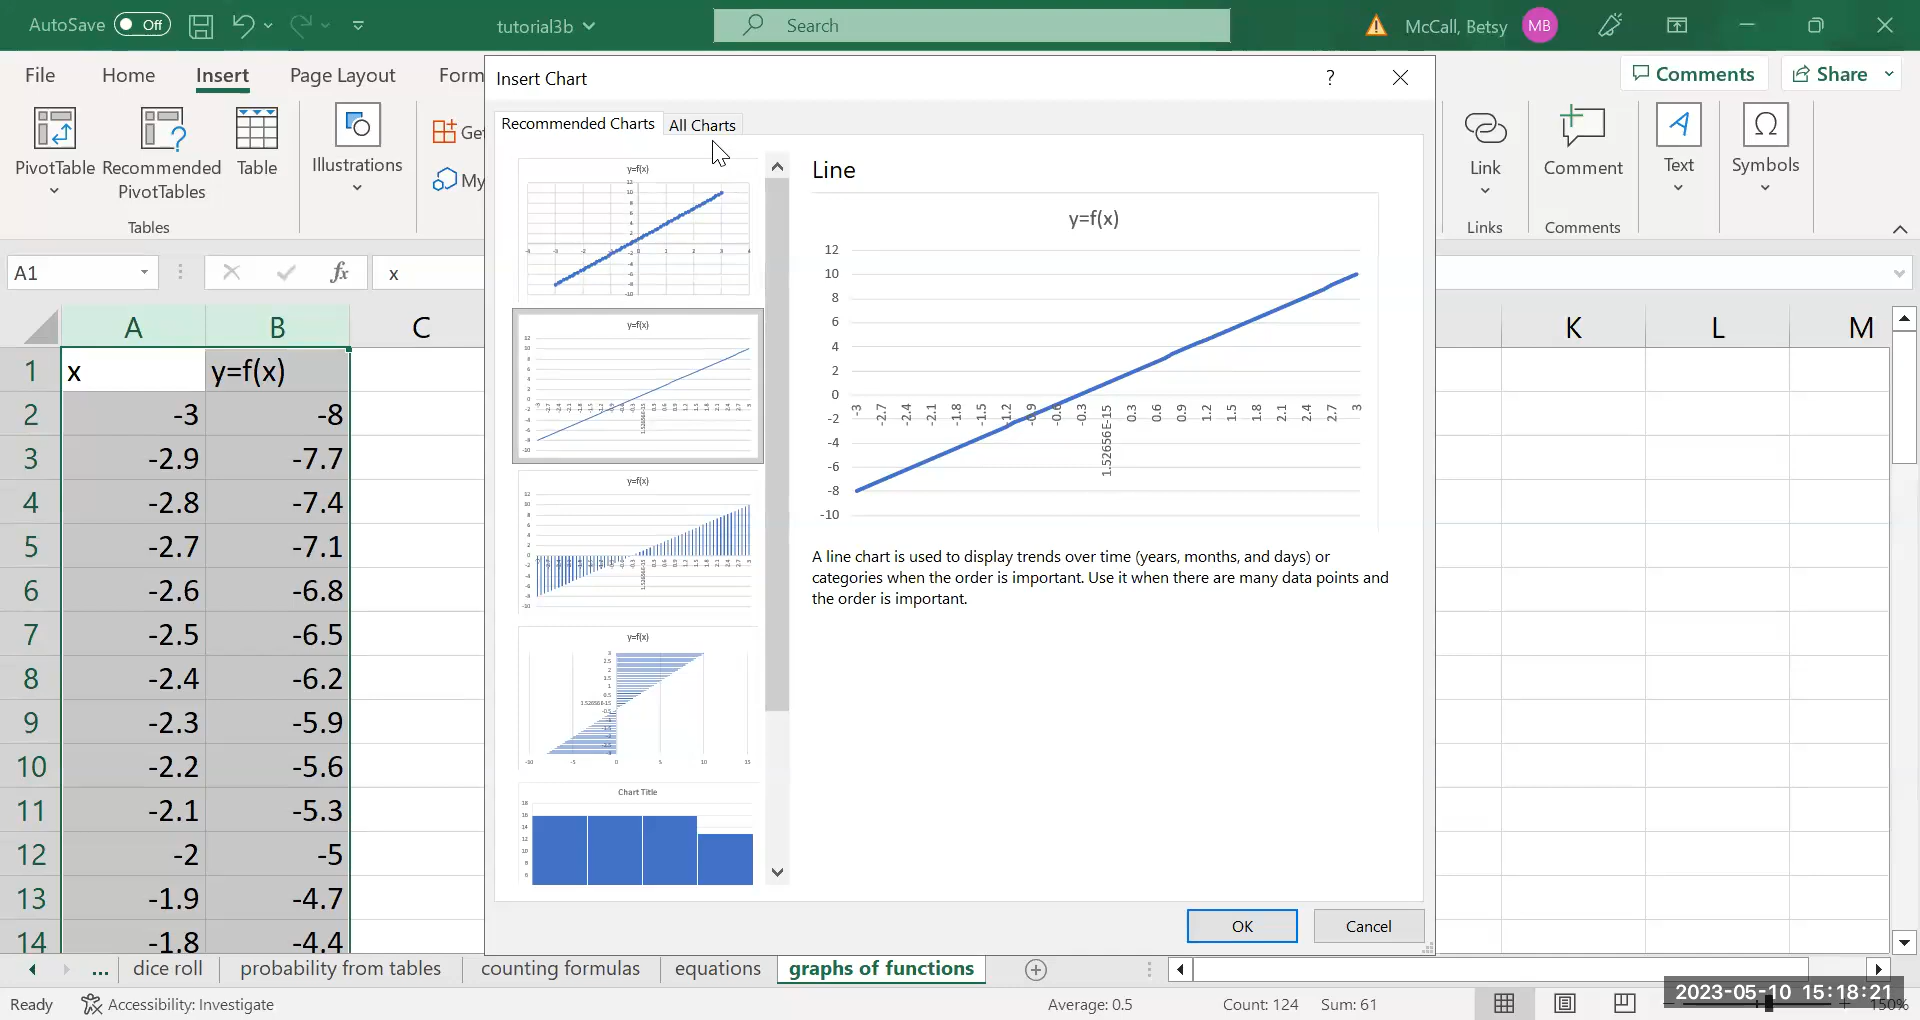 AutoSave Off
tutorial3b
Search
McCall, Betsy MB
File Home Insert Page Layout Form
Comments Share
PivotTable
Recommended
PivotTables
Table
Illustrations
Get
My
Link
Comment
Text
Symbols
Tables
Links
Comments
A1
fx
x
A B C K L M
1 x y=f(x)
2 -3 -8
3 -2.9 -7.7
4 -2.8 -7.4
5 -2.7 -7.1
6 -2.6 -6.8
7 -2.5 -6.5
8 -2.4 -6.2
9 -2.3 -5.9
10 -2.2 -5.6
11 -2.1 -5.3
12 -2 -5
13 -1.9 -4.7
14 -1.8 -4.4
Insert Chart
?
Recommended Charts All Charts
y=f(x)
y=f(x)
y=f(x)
y=f(x)
Chart Title
Line
y=f(x)
12
10
8
6
4
2
0
-2
-4
-6
-8
-10
-3 -2.7 -2.4 -2.1 -1.8 -1.5 -1.2 -0.9 -0.6 -0.3 1.52656E-15 0.3 0.6 0.9 1.2 1.5 1.8 2.1 2.4 2.7 3
A line chart is used to display trends over time (years, months, and days) or
categories when the order is important. Use it when there are many data points and
the order is important.
OK Cancel
... dice roll probability from tables counting formulas equations graphs of functions
Ready Accessibility: Investigate Average: 0.5 Count: 124 Sum: 61
2023-05-10 15:18:21
150%